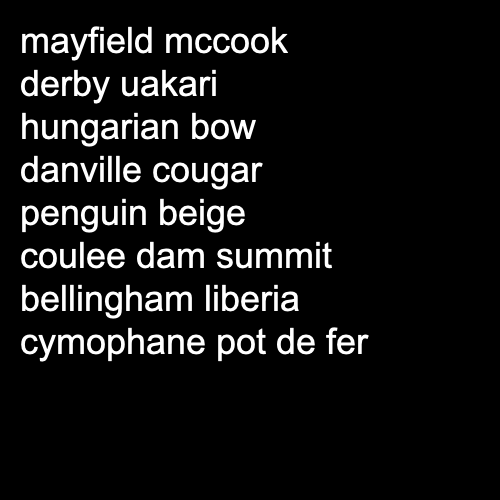 mayfield mccook
derby uakari
hungarian bow
danville cougar
penguin beige
coulee dam summit
bellingham liberia
cymophane pot de fer